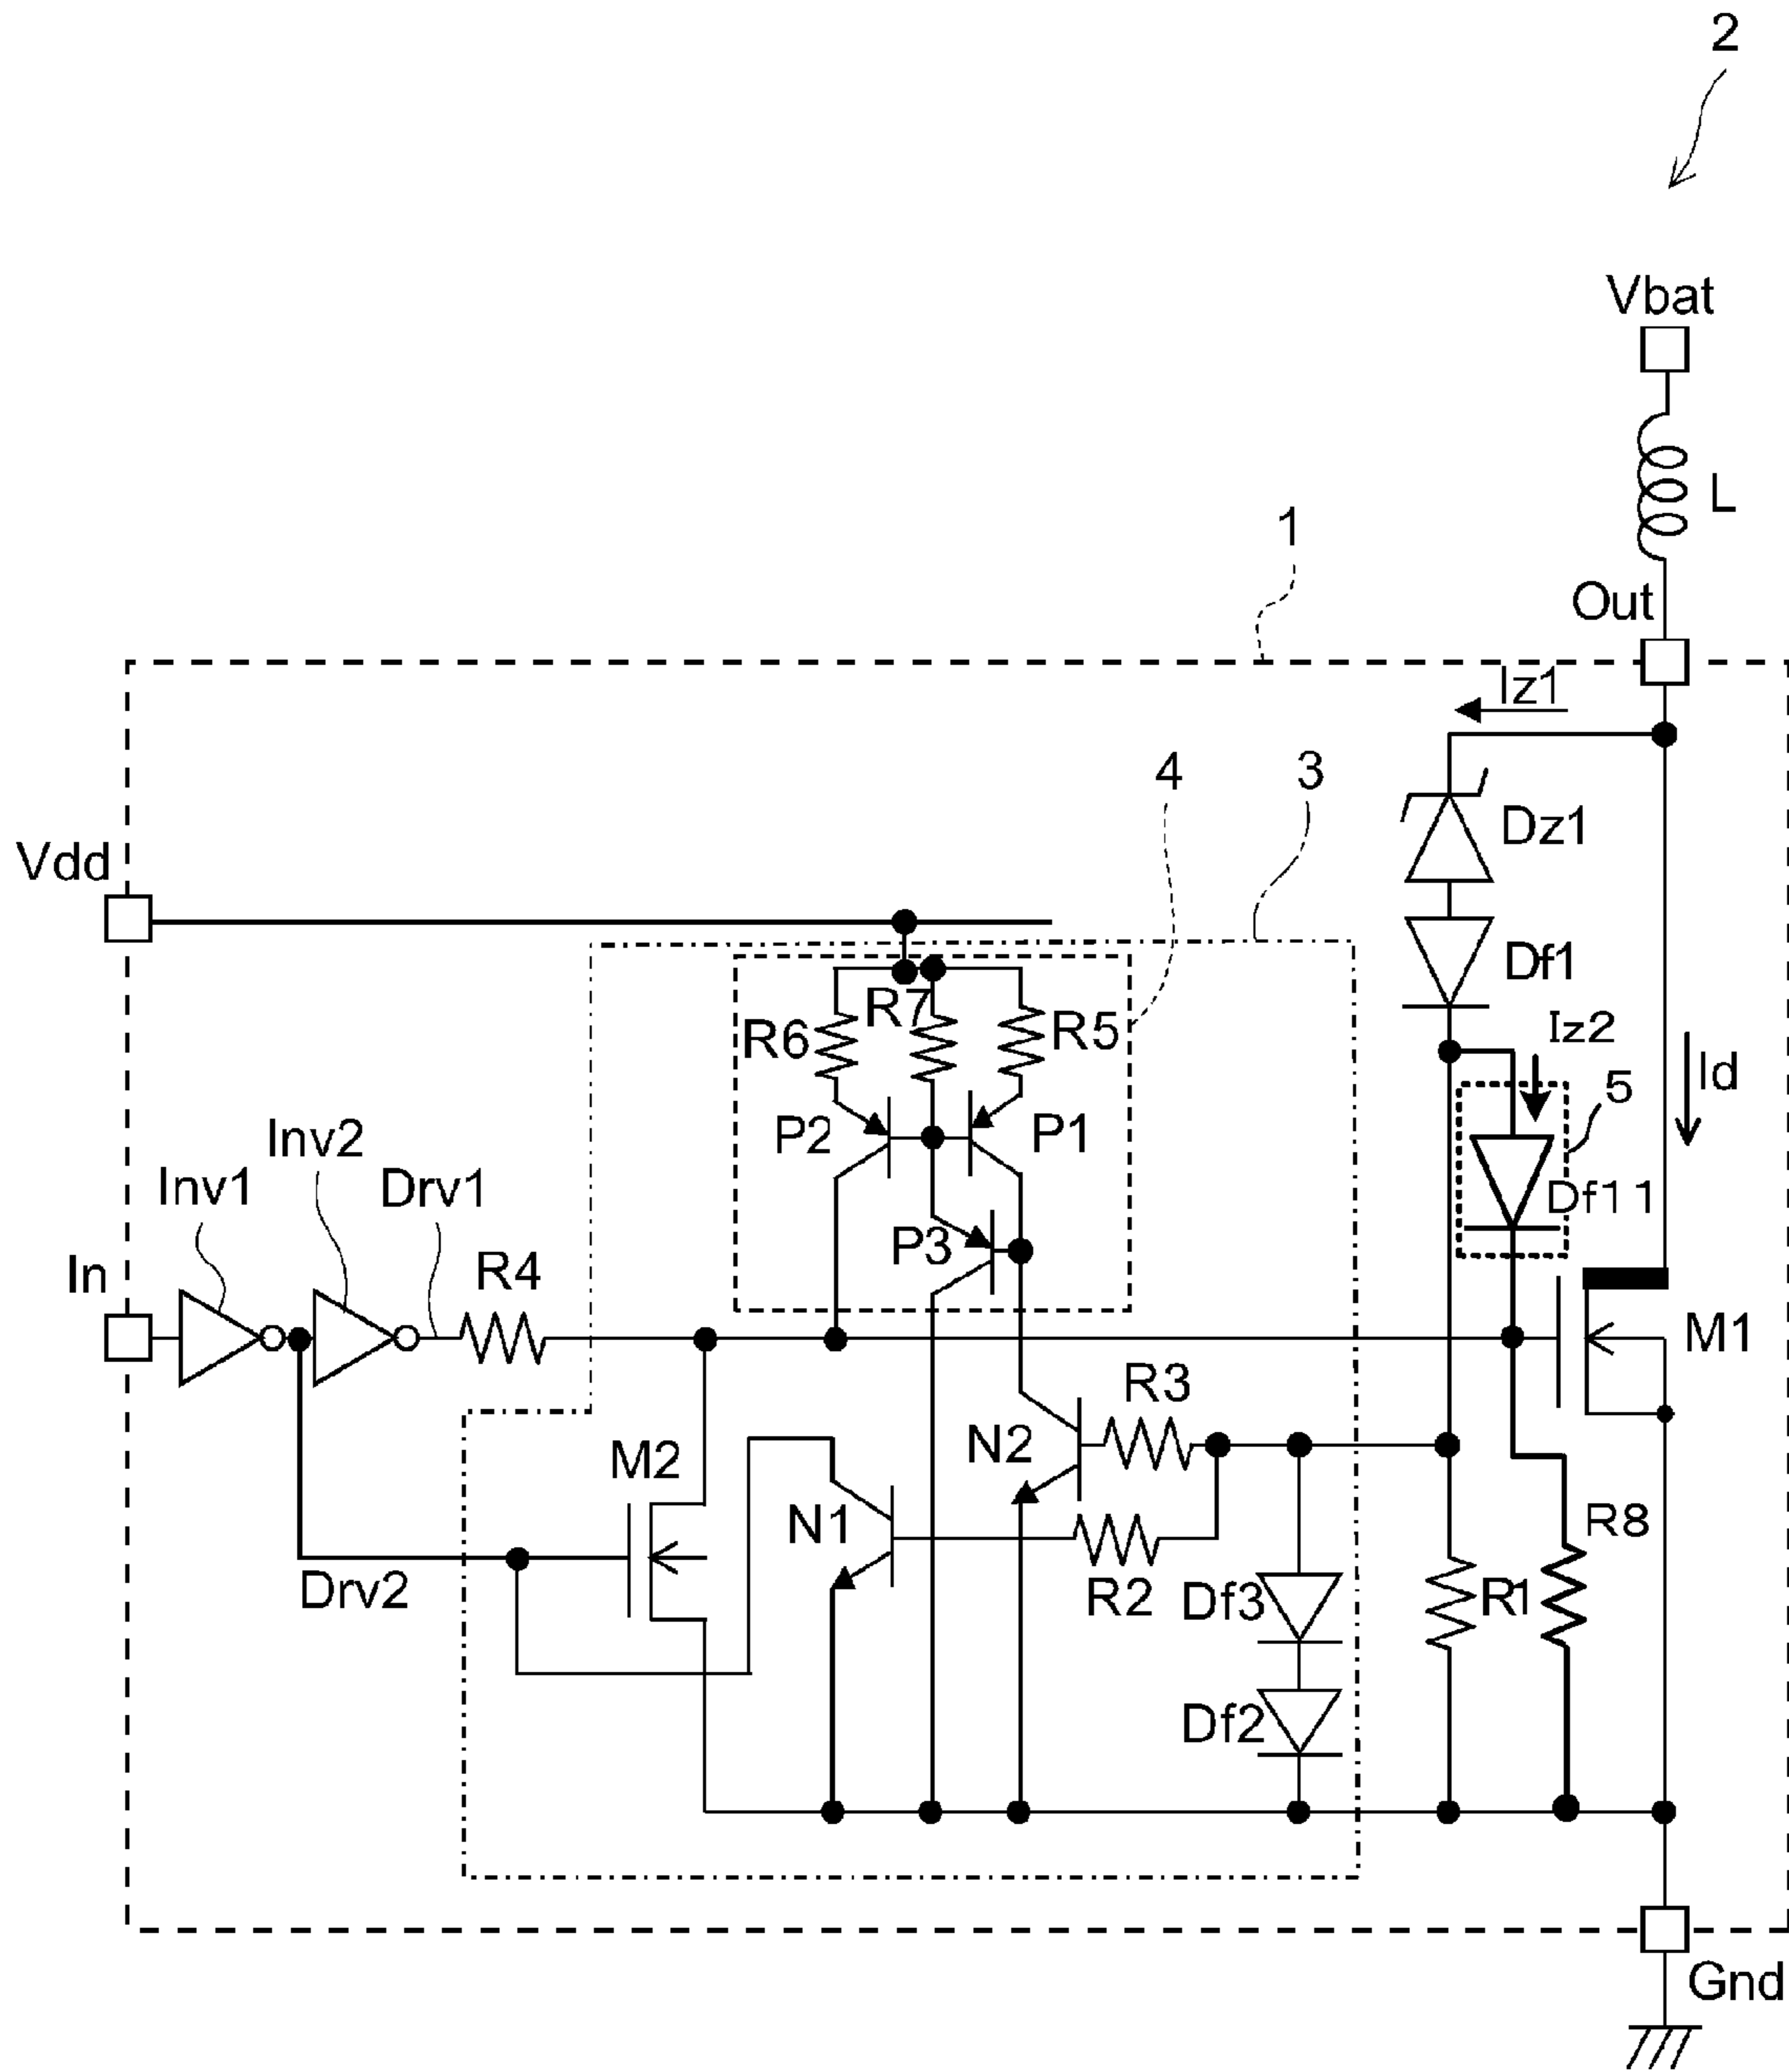 2
Vbat
L
1
Out
Iz1
4
3
Dz1
Vdd
Df1
R7
R6
R5
Iz2
5
Id
P2
P1
Inv2
Inv1
Drv1
Df11
P3
In
R4
M1
R3
N2
M2
N1
R8
Drv2
R2
Df3
R1
Df2
Gnd